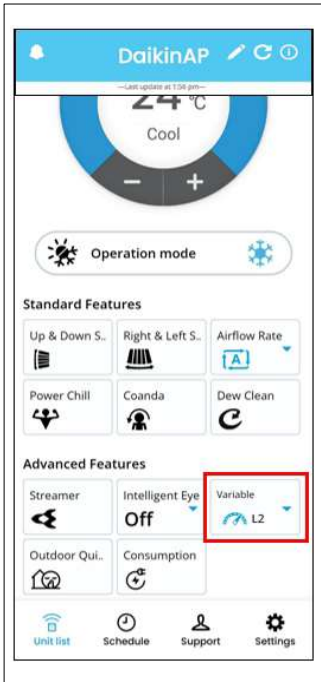 DaikinAP
—Last update at 1:56 pm—
24 °C
Cool
− +
Operation mode
Standard Features
Up & Down S..
Right & Left S..
Airflow Rate
A
Power Chill
Coanda
Dew Clean
Advanced Features
Streamer
Intelligent Eye
Off
Variable
L2
Outdoor Qui..
Consumption
Unit list
Schedule
Support
Settings